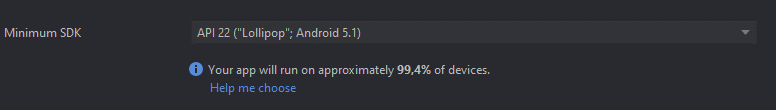 Minimum SDK
API 22 ("Lollipop"; Android 5.1)
Your app will run on approximately 99,4% of devices.
Help me choose